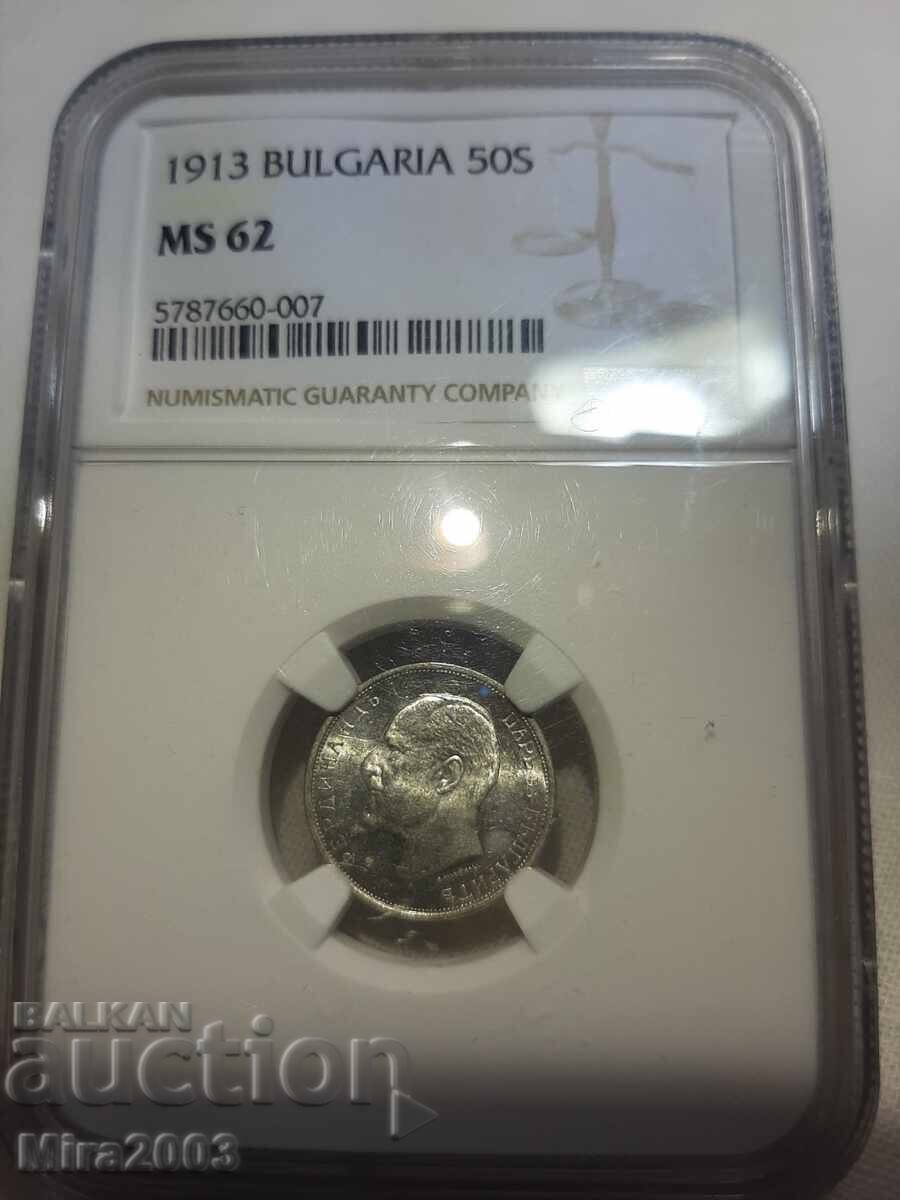 1913 BULGARIA 50S
MS 62
5787660-007
NUMISMATIC GUARANTY COMPANY
BALKAN
auction
Mira2003